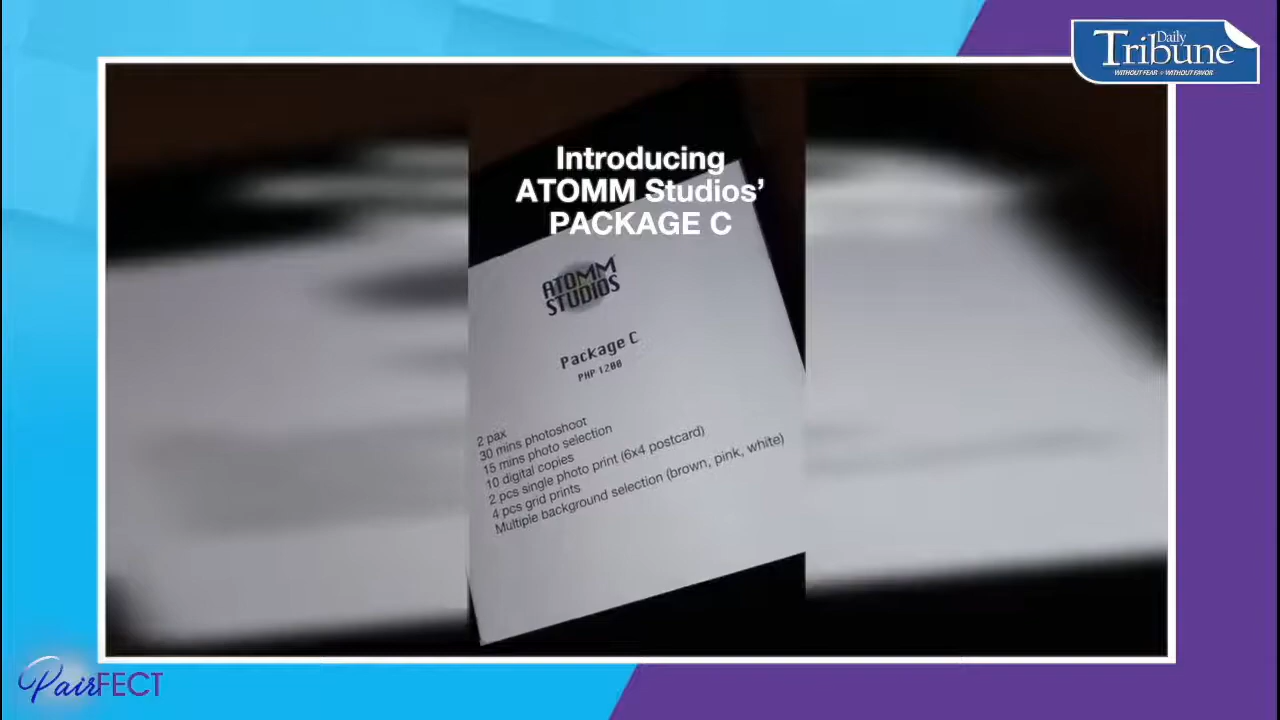 Daily
Tribune
WITHOUT FEAR • WITHOUT FAVOR
Introducing
ATOMM Studios’
PACKAGE C
ATOMM
STUDIOS
Package C
PHP 1200
2 pax
30 mins photoshoot
15 mins photo selection
10 digital copies
2 pcs single photo print (6x4 postcard)
4 pcs grid prints
Multiple background selection (brown, pink, white)
PairFECT